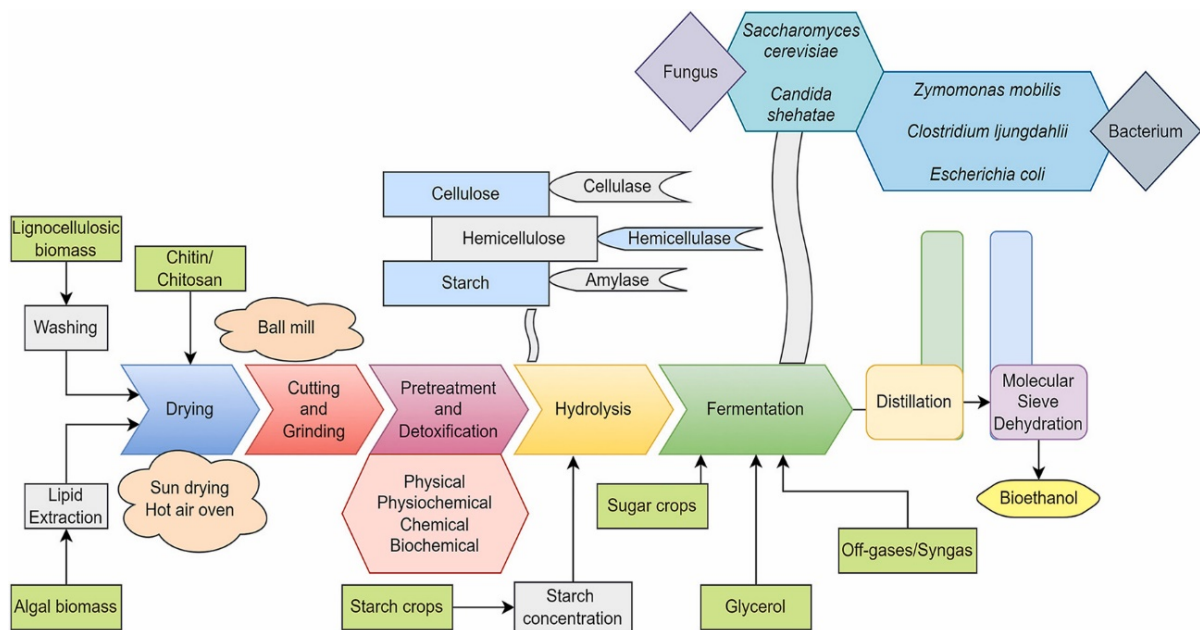 Saccharomyces
cerevisiae
Fungus
Candida
shehatae
Zymomonas mobilis
Clostridium ljungdahlii
Bacterium
Escherichia coli
Cellulose
Cellulase
Hemicellulose
Hemicellulase
Starch
Amylase
Lignocellulosic
biomass
Chitin/
Chitosan
Washing
Ball mill
Drying
Cutting
and
Grinding
Pretreatment
and
Detoxification
Hydrolysis
Fermentation
Distillation
Molecular
Sieve
Dehydration
Lipid
Extraction
Sun drying
Hot air oven
Physical
Physiochemical
Chemical
Biochemical
Sugar crops
Bioethanol
Off-gases/Syngas
Algal biomass
Starch crops
Starch
concentration
Glycerol